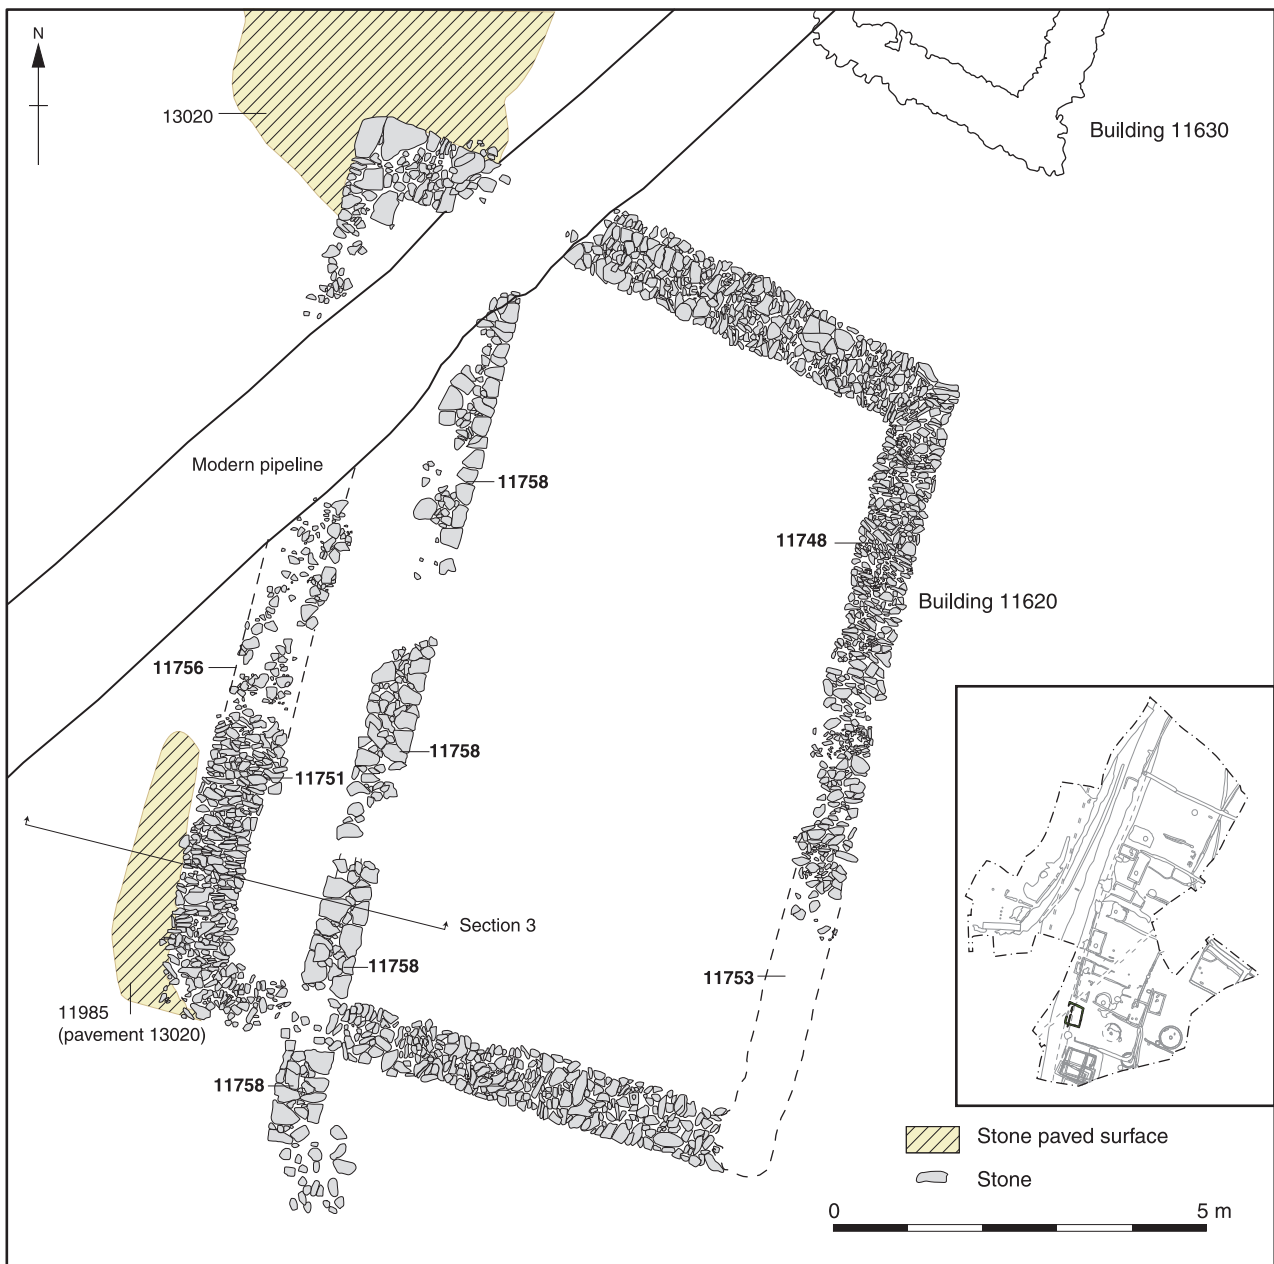 N
13020
Building 11630
Modern pipeline
11758
11748
Building 11620
11756
11758
11751
Section 3
11758
11753
11985
(pavement 13020)
11758
Stone paved surface
Stone
0 5 m